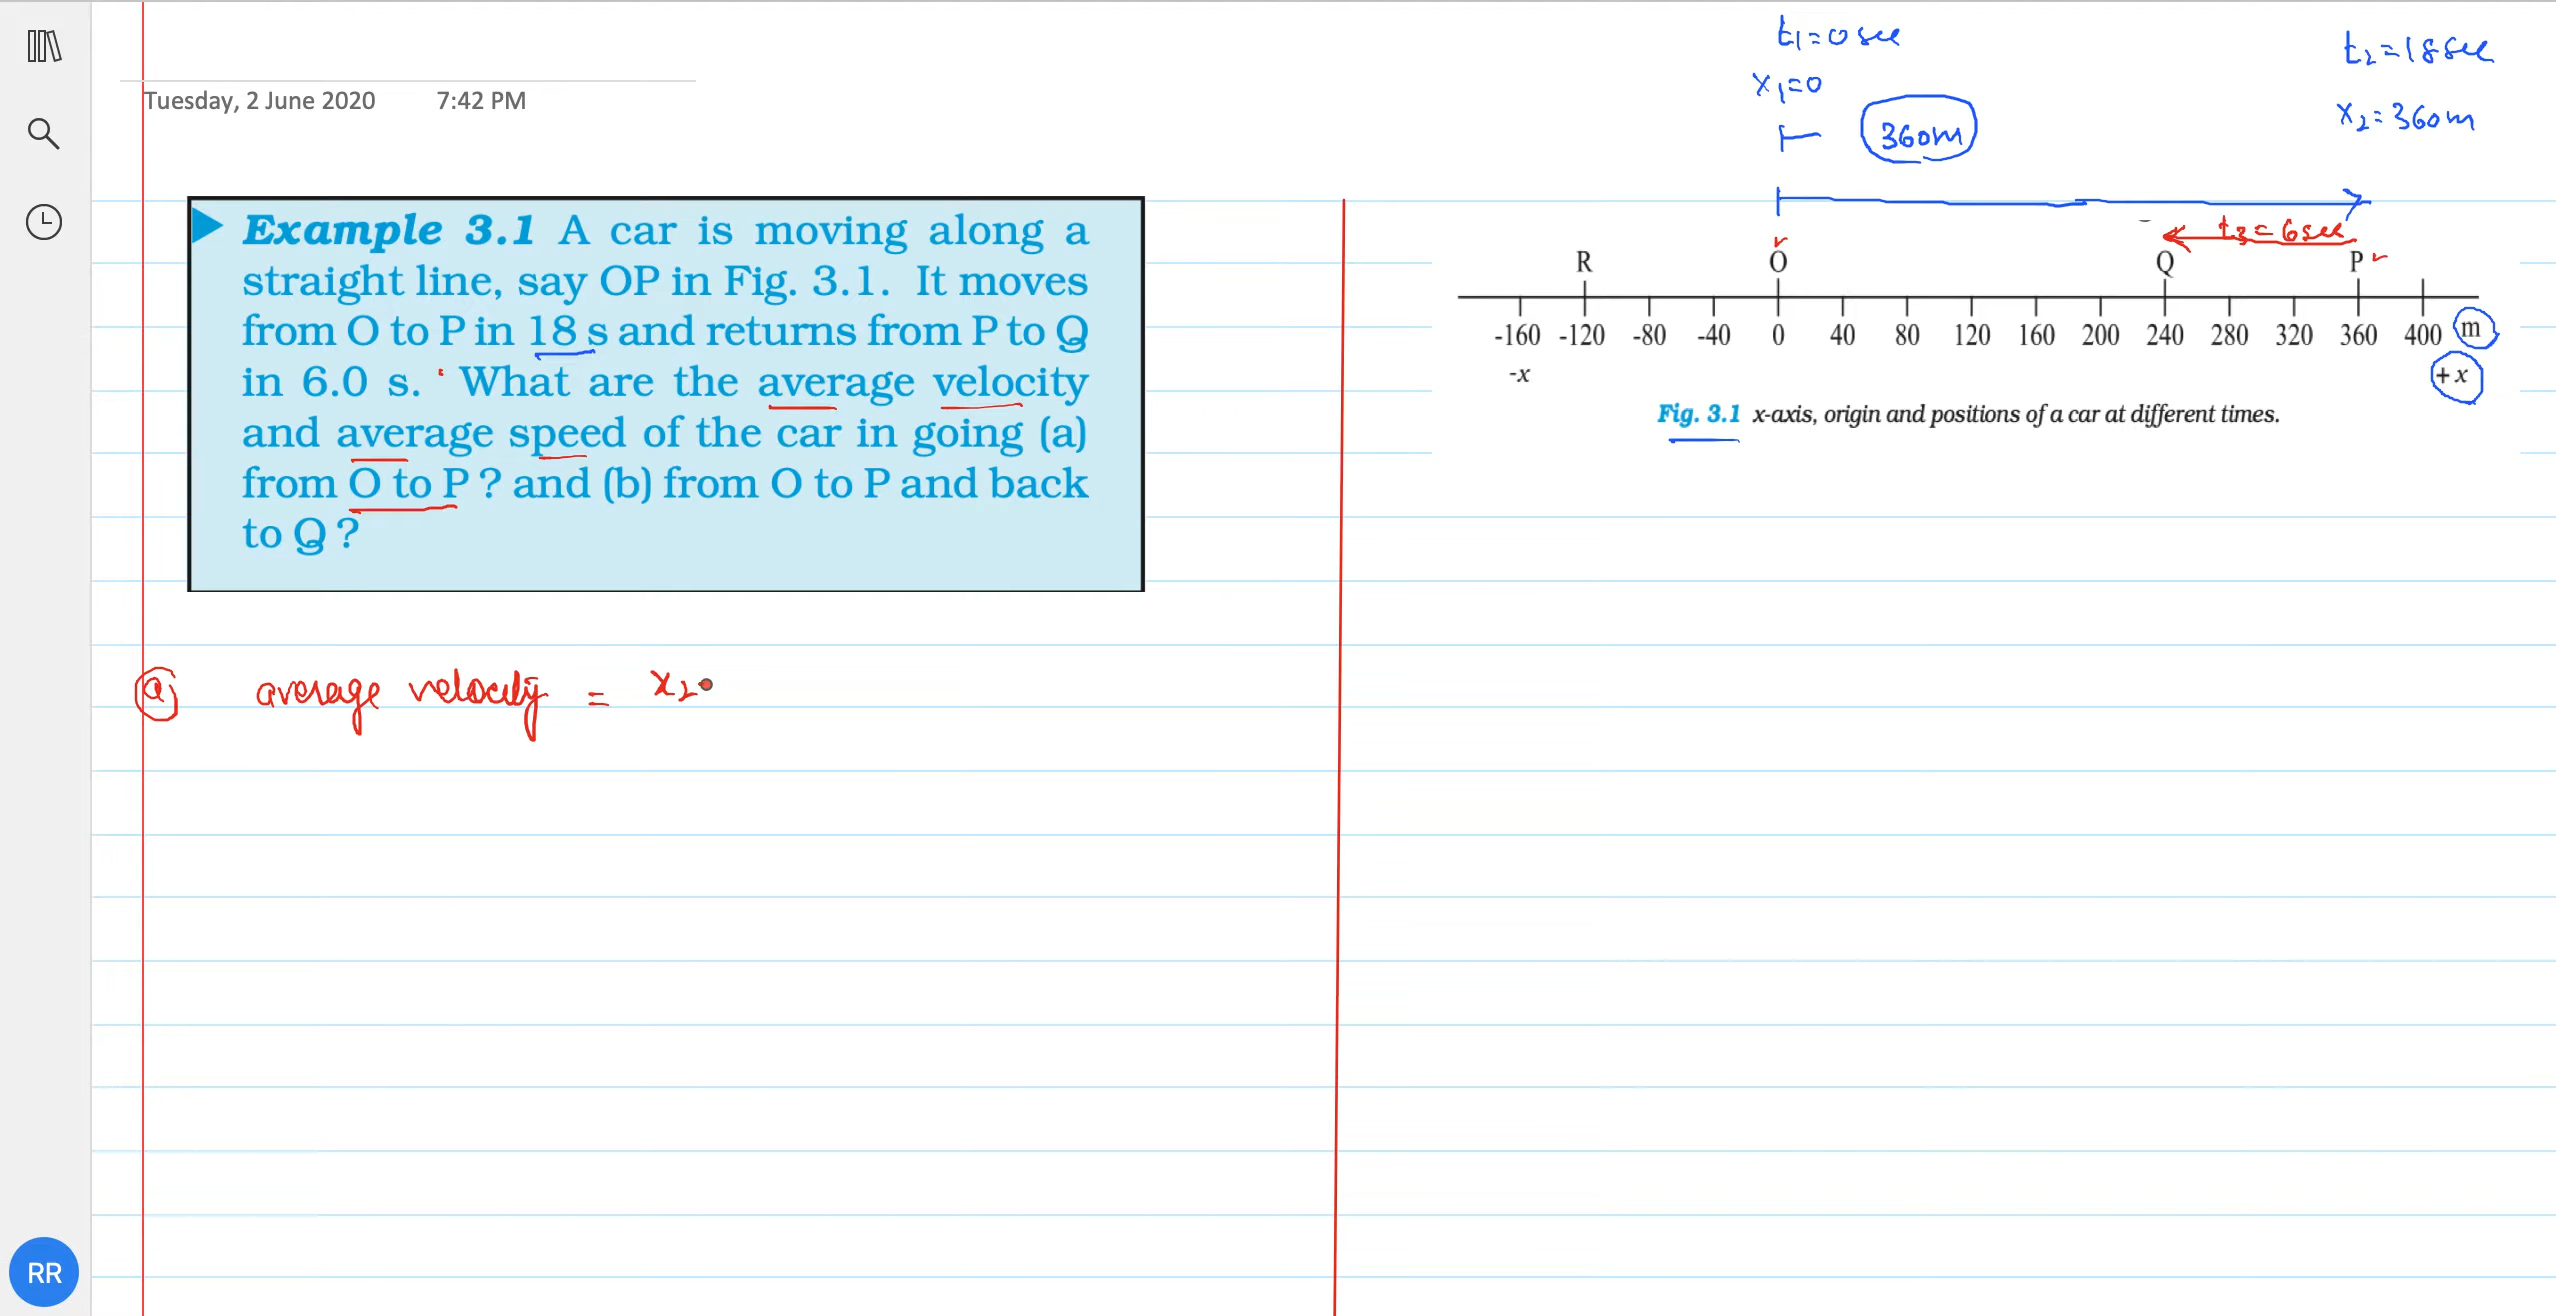 Tuesday, 2 June 2020 7:42 PM
Example 3.1 A car is moving along a
straight line, say OP in Fig. 3.1. It moves
from O to P in 18 s and returns from P to Q
in 6.0 s. What are the average velocity
and average speed of the car in going (a)
from O to P ? and (b) from O to P and back
to Q ?
a) average velocity = x2
t1=0 sec
x1=0
360m
t2=18 sec
x2=360m
t3=6 sec
R O Q P
-160 -120 -80 -40 0 40 80 120 160 200 240 280 320 360 400 m
-x +x
Fig. 3.1 x-axis, origin and positions of a car at different times.
RR